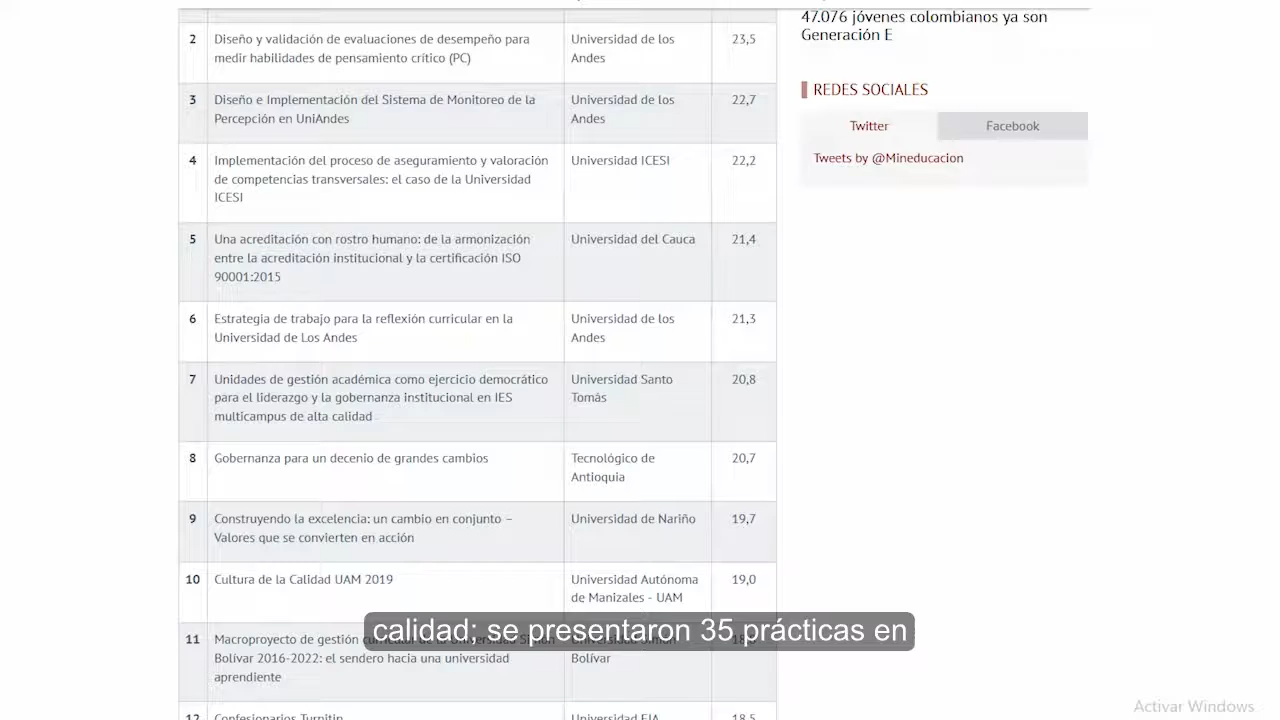 47.076 jóvenes colombianos ya son
Generación E
REDES SOCIALES
Twitter
Facebook
Tweets by @Mineducacion
2
Diseño y validación de evaluaciones de desempeño para
medir habilidades de pensamiento crítico (PC)
Universidad de los
Andes
23,5
3
Diseño e Implementación del Sistema de Monitoreo de la
Percepción en UniAndes
Universidad de los
Andes
22,7
4
Implementación del proceso de aseguramiento y valoración
de competencias transversales: el caso de la Universidad
ICESI
Universidad ICESI
22,2
5
Una acreditación con rostro humano: de la armonización
entre la acreditación institucional y la certificación ISO
90001:2015
Universidad del Cauca
21,4
6
Estrategia de trabajo para la reflexión curricular en la
Universidad de Los Andes
Universidad de los
Andes
21,3
7
Unidades de gestión académica como ejercicio democrático
para el liderazgo y la gobernanza institucional en IES
multicampus de alta calidad
Universidad Santo
Tomás
20,8
8
Gobernanza para un decenio de grandes cambios
Tecnológico de
Antioquia
20,7
9
Construyendo la excelencia: un cambio en conjunto –
Valores que se convierten en acción
Universidad de Nariño
19,7
10
Cultura de la Calidad UAM 2019
Universidad Autónoma
de Manizales - UAM
19,0
11
Macroproyecto de gestión
Bolívar 2016-2022: el sendero hacia una universidad
aprendiente
Bolívar
calidad; se presentaron 35 prácticas en
12
Confesionarios Turnitin
Universidad EIA
18,5
Activar Windows